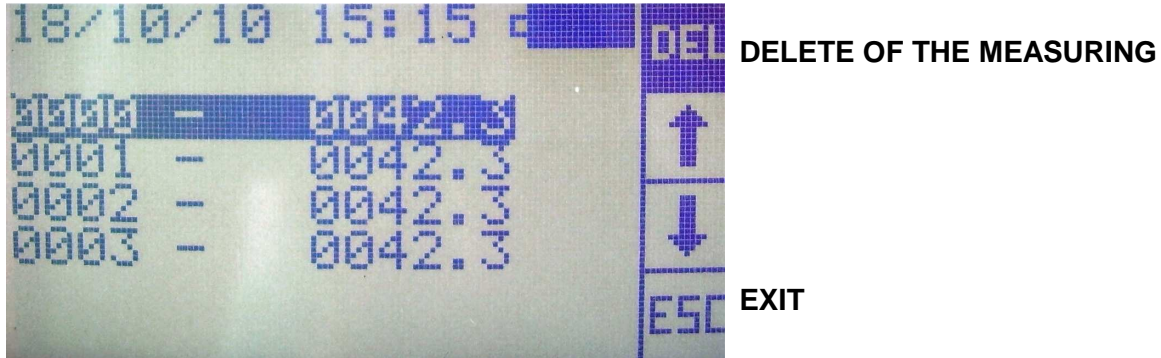 18/10/10 15:15 DEL
DELETE OF THE MEASURING
0000 - 0042.3
0001 - 0042.3
0002 - 0042.3
0003 - 0042.3
ESC
EXIT